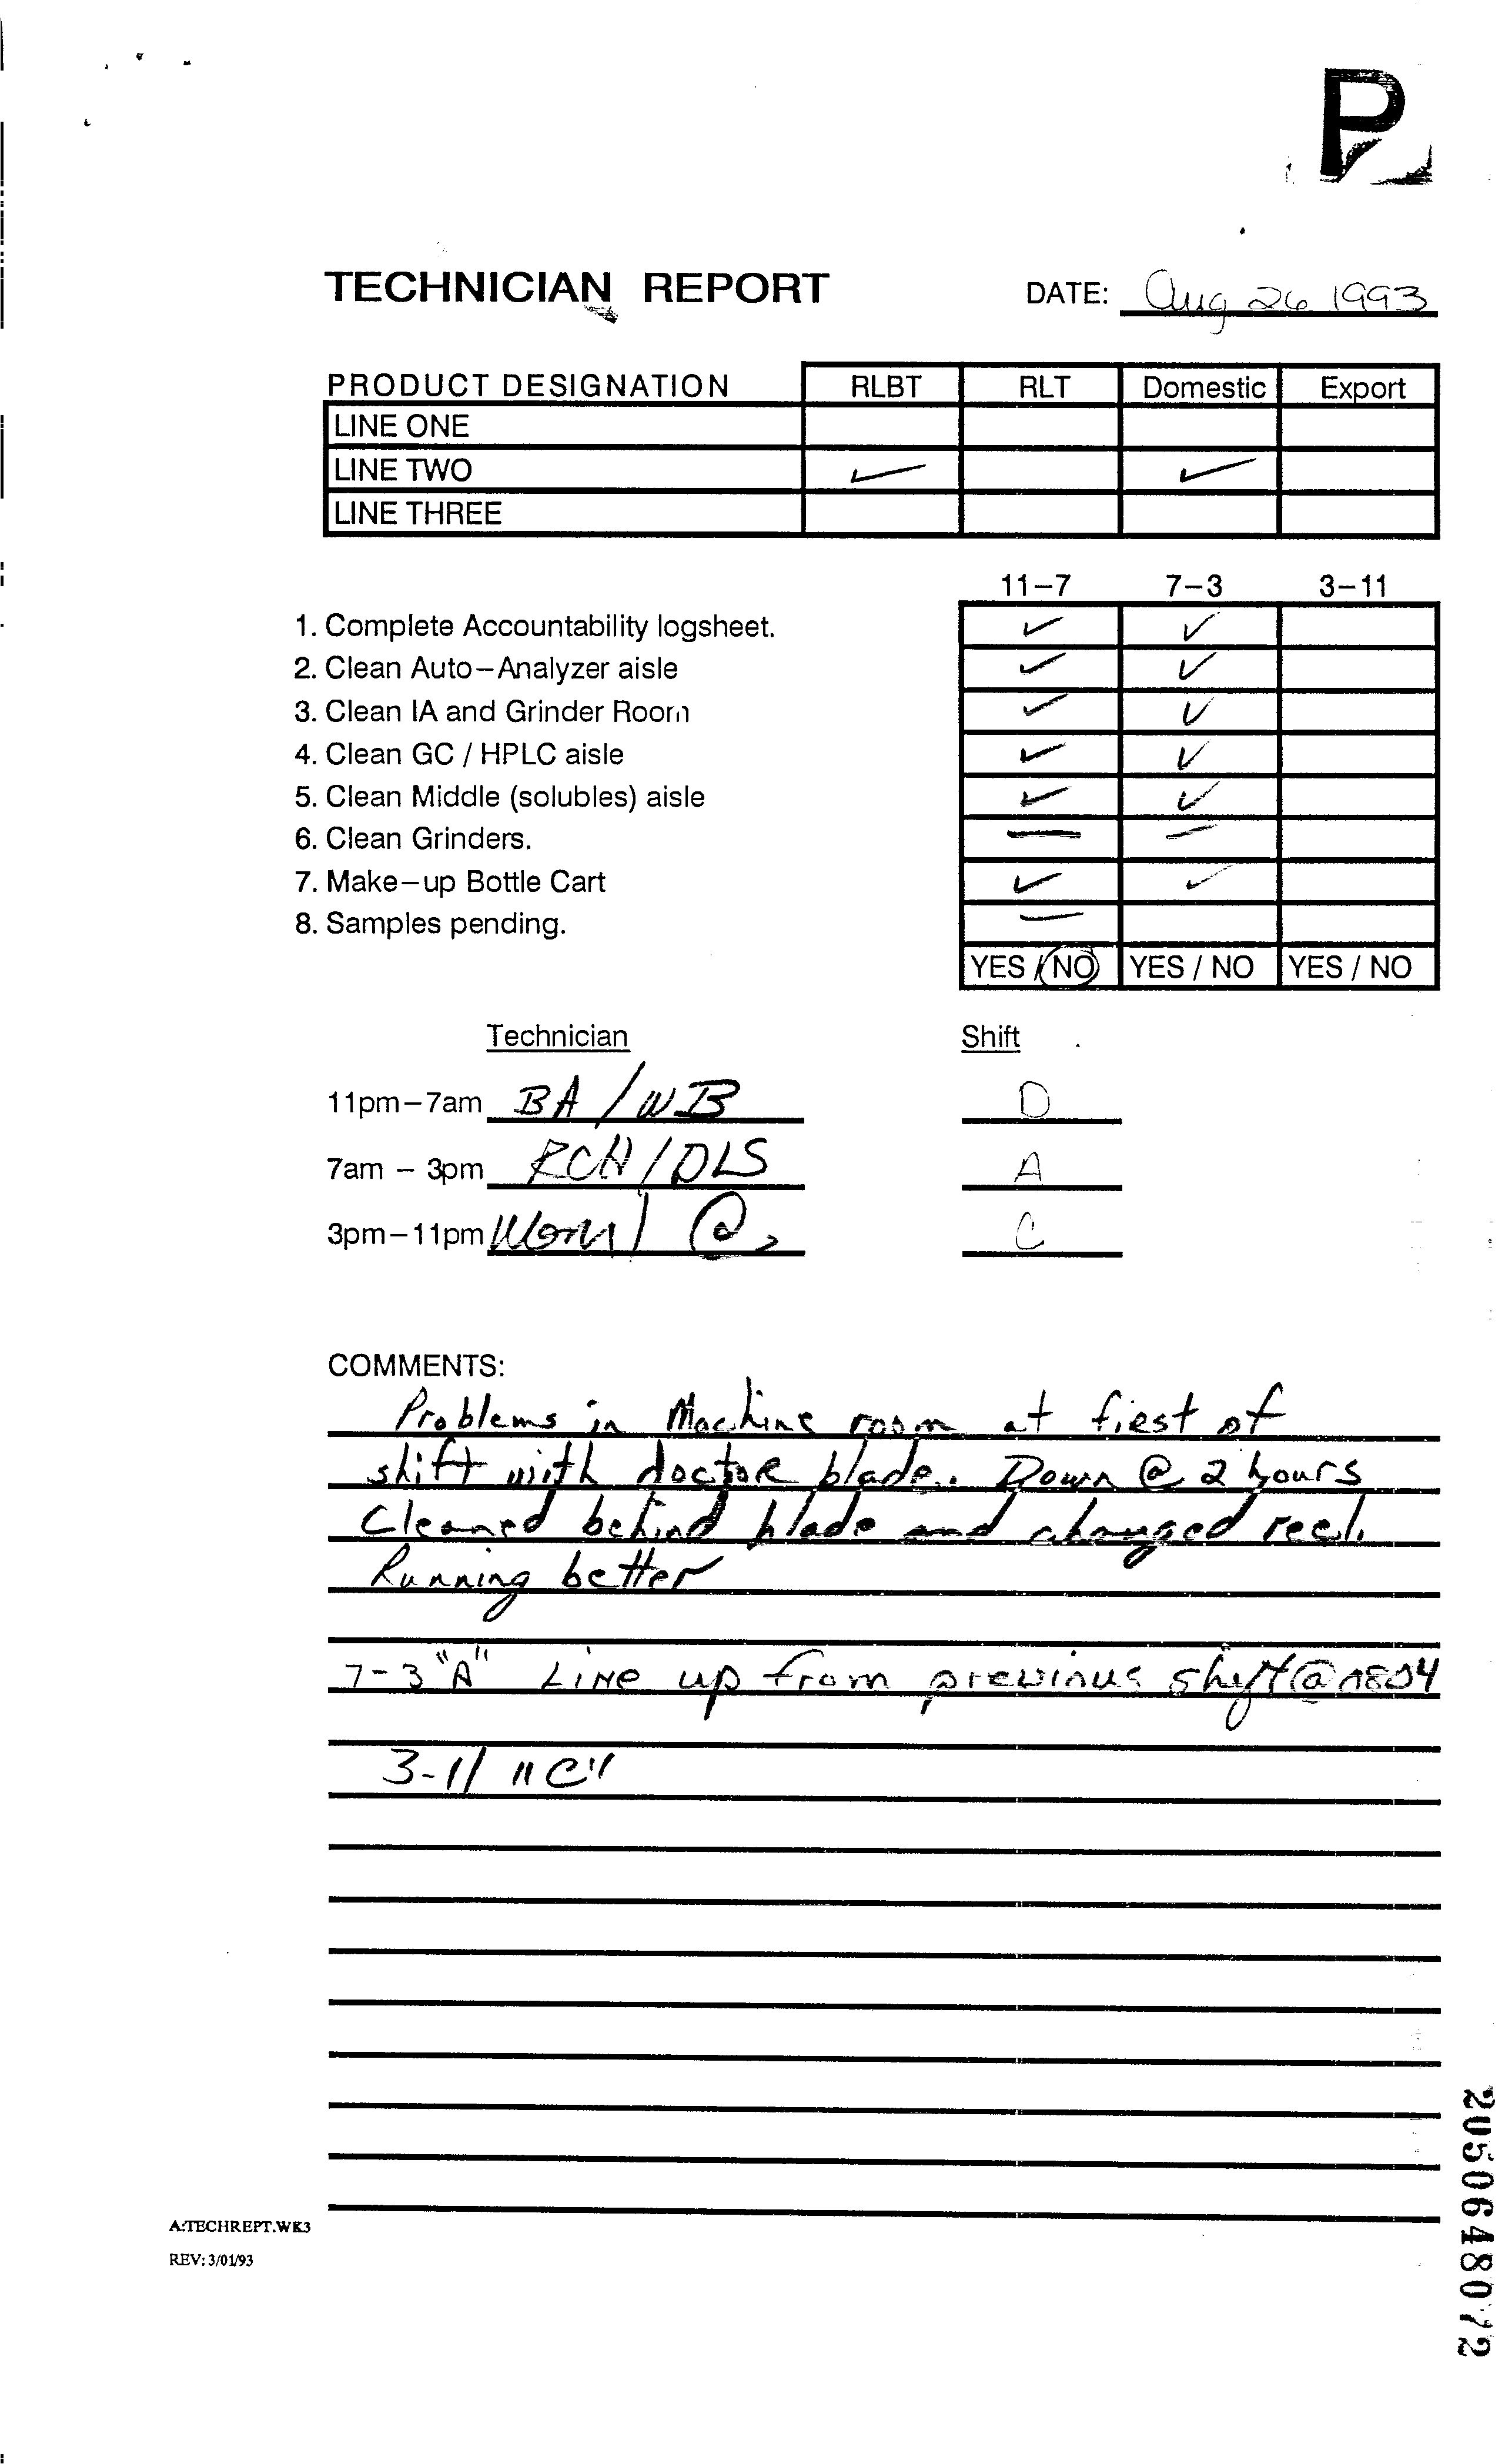 P
TECHNICIAN REPORT DATE: Aug 26 1993
PRODUCT DESIGNATION RLBT RLT Domestic Export
LINE ONE
LINE TWO ✓ ✓
LINE THREE
11-7 7-3 3-11
1. Complete Accountability logsheet. ✓ ✓
2. Clean Auto-Analyzer aisle ✓ ✓
3. Clean IA and Grinder Room ✓ ✓
4. Clean GC / HPLC aisle ✓ ✓
5. Clean Middle (solubles) aisle ✓ ✓
6. Clean Grinders. — —
7. Make-up Bottle Cart ✓ ✓
8. Samples pending. —
YES / NO YES / NO YES / NO
Technician Shift
11pm-7am BA / WB D
7am - 3pm RCH / DLS A
3pm-11pm C
COMMENTS:
Problems in Machine room at first of
shift with doctor blade. Down @ 2 hours
Cleaned behind blade and changed reel.
Running better
7-3 "A" Line up from previous shift @ 0804
3-11 "C"
A:TECHREPT.WK3
REV: 3/01/93
2050648072